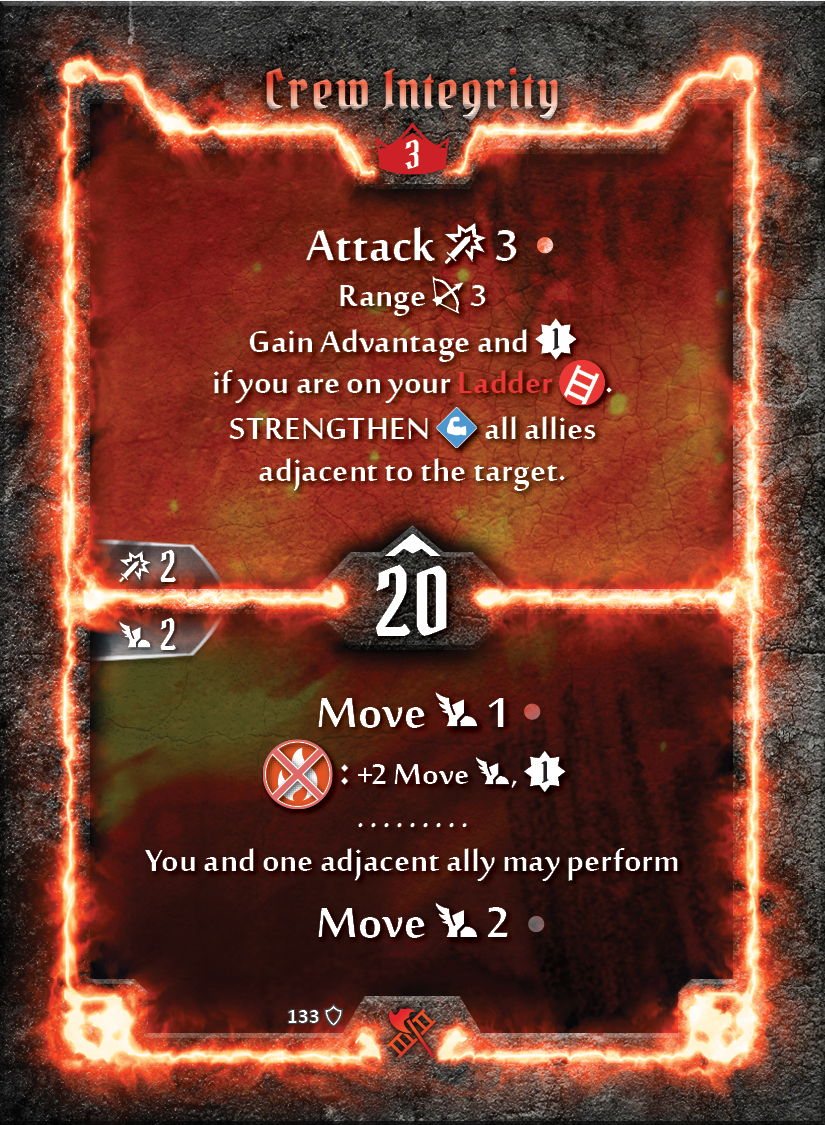 Crew Integrity
3
Attack 3
Range 3
Gain Advantage and 1
if you are on your Ladder.
STRENGTHEN all allies
adjacent to the target.
2
20
2
Move 1
: +2 Move, 1
.........
You and one adjacent ally may perform
Move 2
133